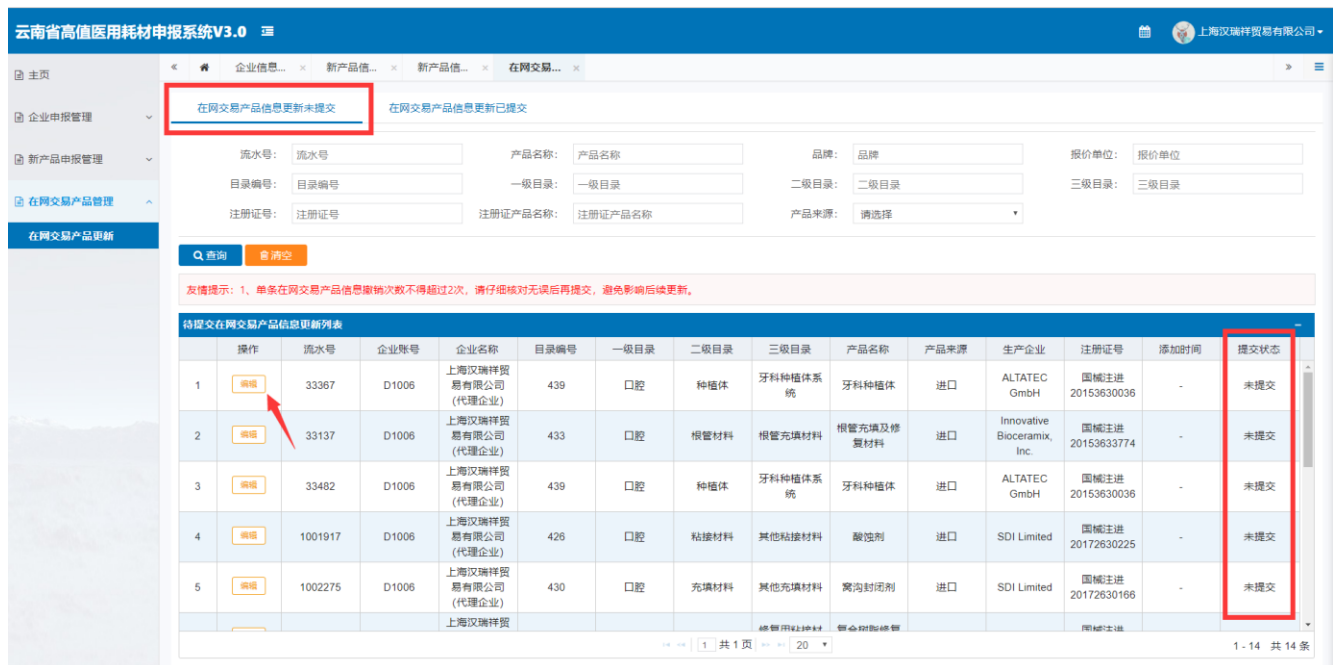 云南省高值医用耗材申报系统V3.0
上海汉瑞祥贸易有限公司
主页
企业申报管理
新产品申报管理
在网交易产品管理
在网交易产品更新
« 企业信息... × 新产品信... × 新产品信... × 在网交易... × »
在网交易产品信息更新未提交 在网交易产品信息更新已提交
流水号: 流水号 产品名称: 产品名称 品牌: 品牌 报价单位: 报价单位
目录编号: 目录编号 一级目录: 一级目录 二级目录: 二级目录 三级目录: 三级目录
注册证号: 注册证号 注册证产品名称: 注册证产品名称 产品来源: 请选择
查询 清空
友情提示:1、单条在网交易产品信息撤销次数不得超过2次,请仔细核对无误后再提交,避免影响后续更新。
待提交在网交易产品信息更新列表
操作 流水号 企业账号 企业名称 目录编号 一级目录 二级目录 三级目录 产品名称 产品来源 生产企业 注册证号 添加时间 提交状态
1 编辑 33367 D1006 上海汉瑞祥贸易有限公司(代理企业) 439 口腔 种植体 牙科种植体系统 牙科种植体 进口 ALTATEC GmbH 国械注进20153630036 - 未提交
2 编辑 33137 D1006 上海汉瑞祥贸易有限公司(代理企业) 433 口腔 根管材料 根管充填材料 根管充填及修复材料 进口 Innovative Bioceramix, Inc. 国械注进20153633774 - 未提交
3 编辑 33482 D1006 上海汉瑞祥贸易有限公司(代理企业) 439 口腔 种植体 牙科种植体系统 牙科种植体 进口 ALTATEC GmbH 国械注进20153630036 - 未提交
4 编辑 1001917 D1006 上海汉瑞祥贸易有限公司(代理企业) 426 口腔 粘接材料 其他粘接材料 酸蚀剂 进口 SDI Limited 国械注进20172630225 - 未提交
5 编辑 1002275 D1006 上海汉瑞祥贸易有限公司(代理企业) 430 口腔 充填材料 其他充填材料 窝沟封闭剂 进口 SDI Limited 国械注进20172630166 - 未提交
上海汉瑞祥贸
1 共1页 20
1 - 14 共14条